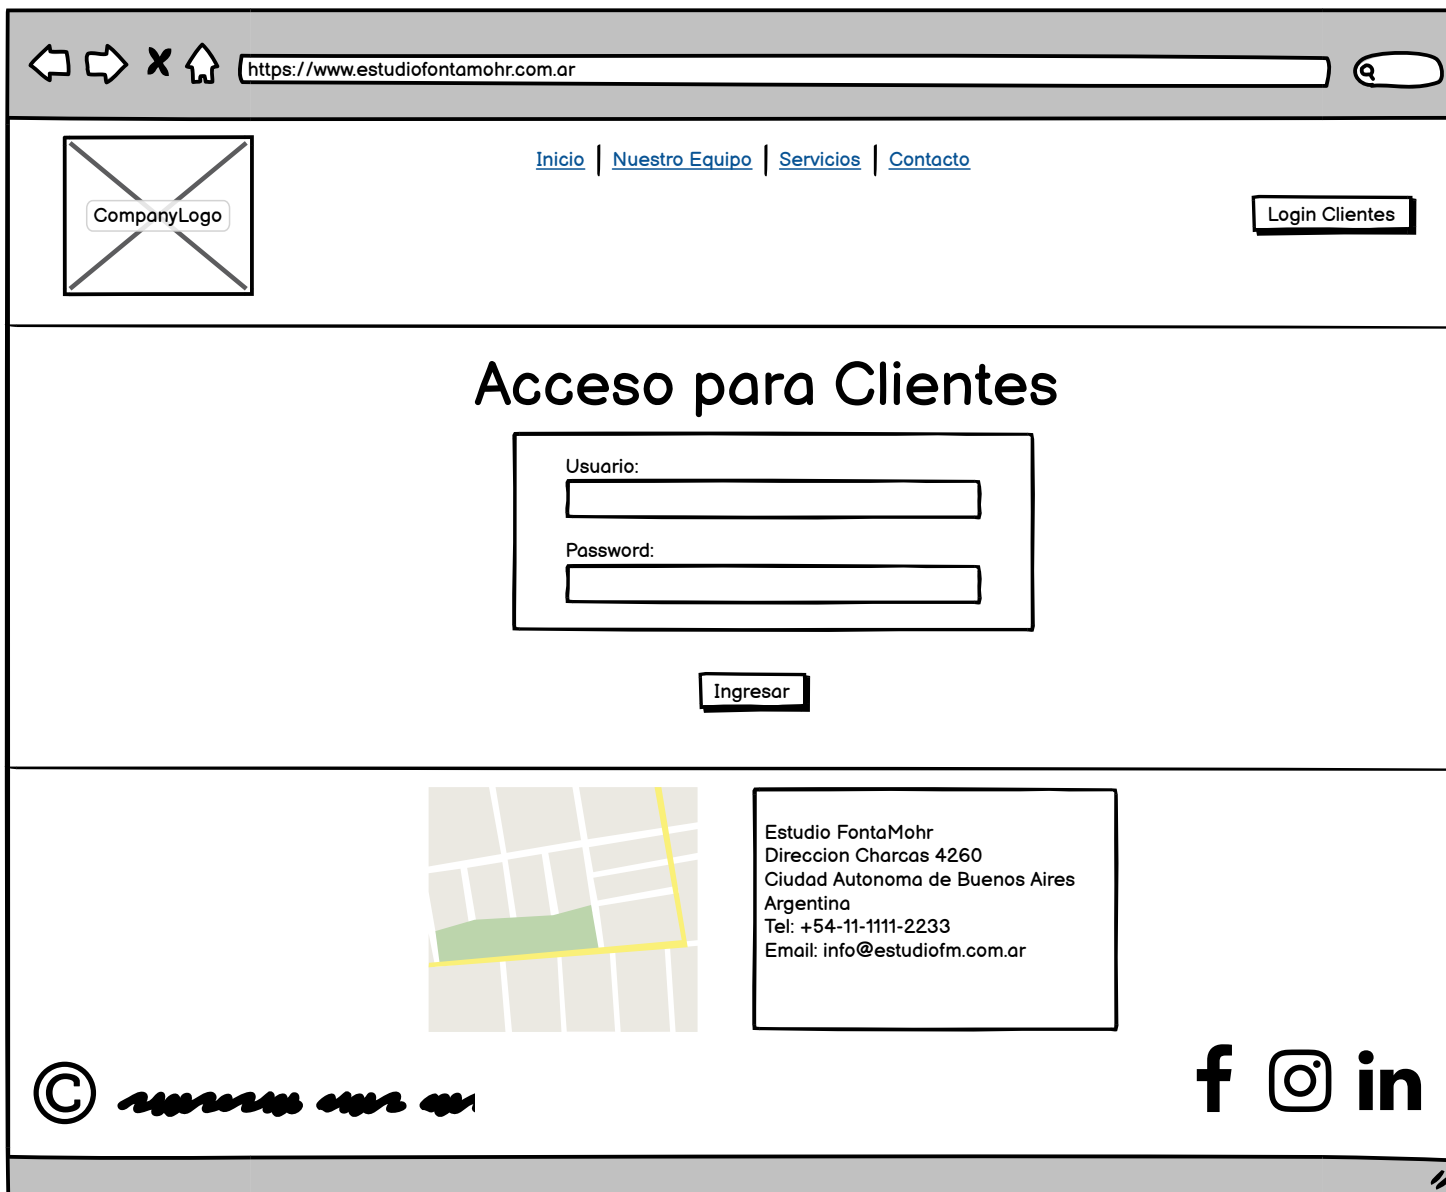 https://www.estudiofontamohr.com.ar
CompanyLogo
Inicio | Nuestro Equipo | Servicios | Contacto
Login Clientes
Acceso para Clientes
Usuario:
Password:
Ingresar
Estudio FontaMohr
Direccion Charcas 4260
Ciudad Autonoma de Buenos Aires
Argentina
Tel: +54-11-1111-2233
Email: info@estudiofm.com.ar
©
f
in